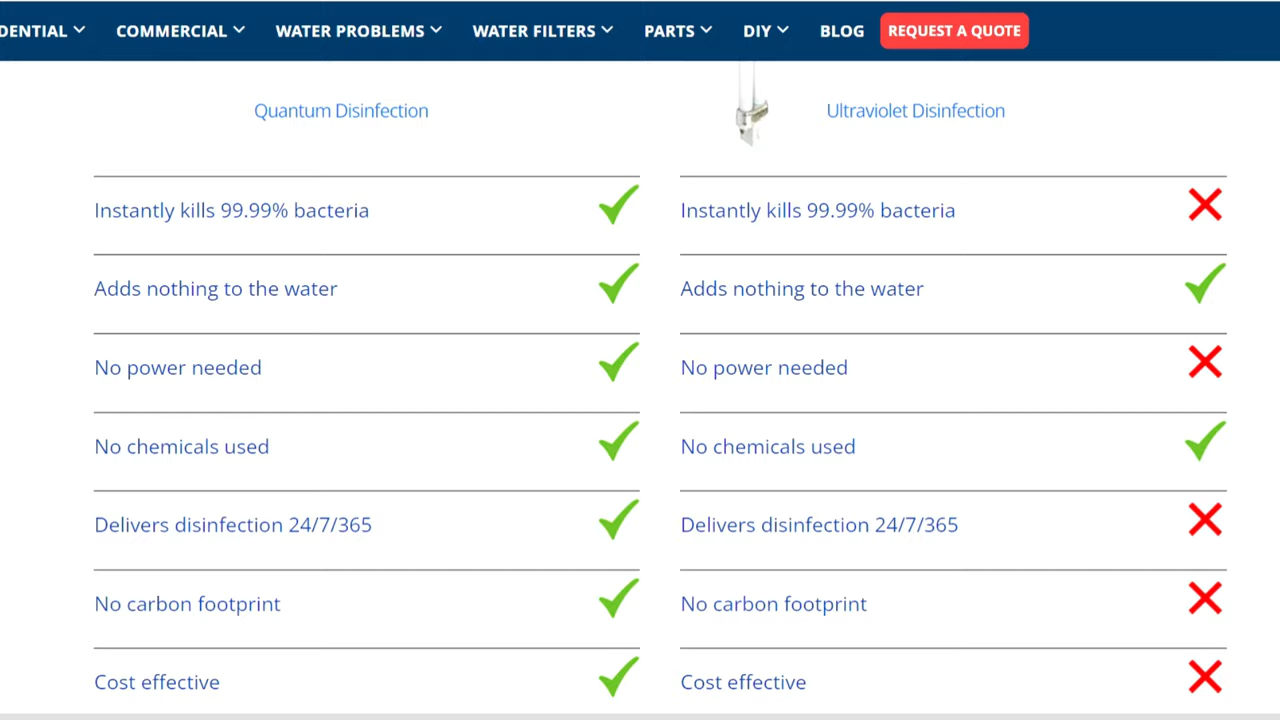 DENTIAL COMMERCIAL WATER PROBLEMS WATER FILTERS PARTS DIY BLOG REQUEST A QUOTE
Quantum Disinfection
Ultraviolet Disinfection
Instantly kills 99.99% bacteria
Instantly kills 99.99% bacteria
Adds nothing to the water
Adds nothing to the water
No power needed
No power needed
No chemicals used
No chemicals used
Delivers disinfection 24/7/365
Delivers disinfection 24/7/365
No carbon footprint
No carbon footprint
Cost effective
Cost effective